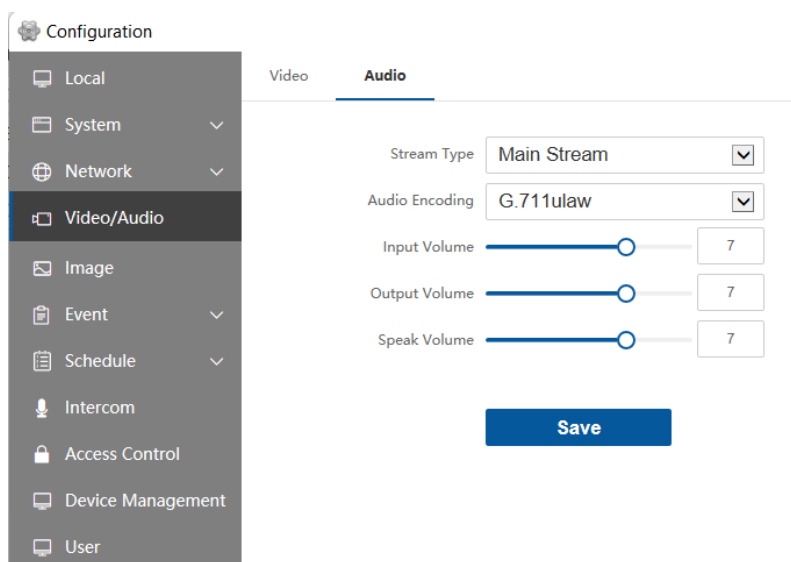 Configuration
Local
System
Network
Video/Audio
Image
Event
Schedule
Intercom
Access Control
Device Management
User
Video Audio
Stream Type Main Stream
Audio Encoding G.711ulaw
Input Volume 7
Output Volume 7
Speak Volume 7
Save